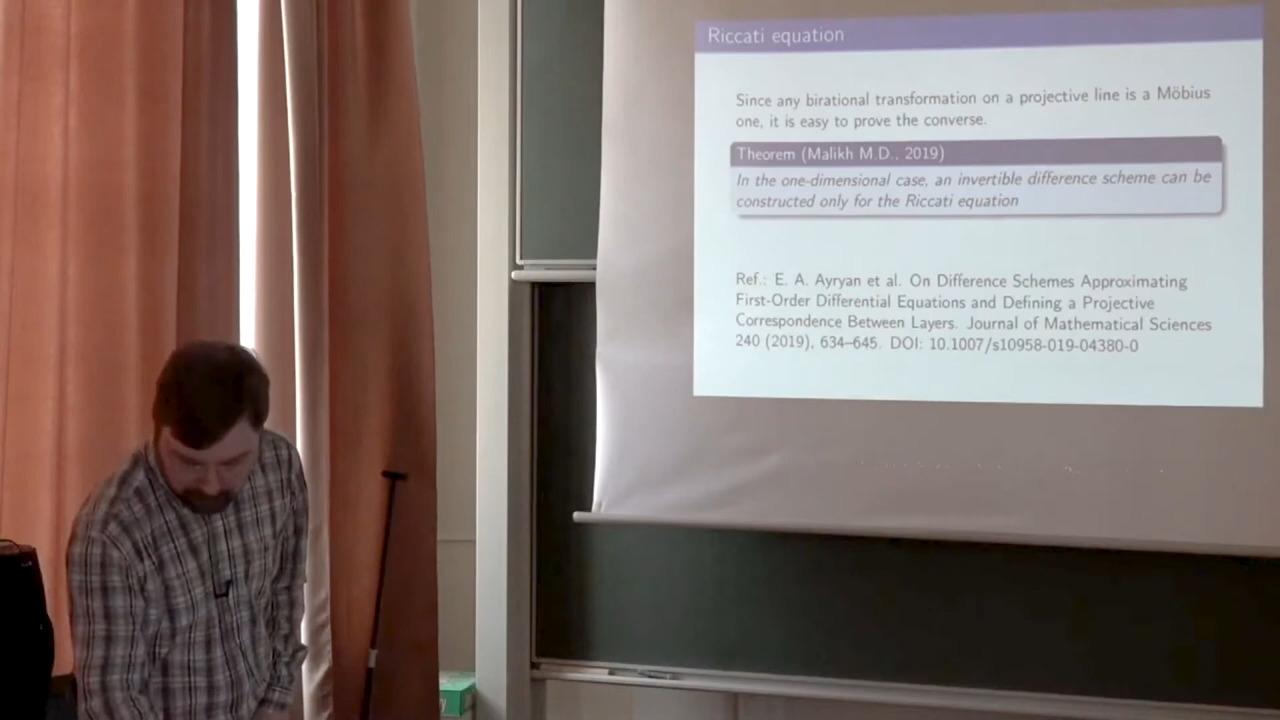 Riccati equation
Since any birational transformation on a projective line is a Möbius
one, it is easy to prove the converse.
Theorem (Malikh M.D., 2019)
In the one-dimensional case, an invertible difference scheme can be
constructed only for the Riccati equation
Ref.: E. A. Ayryan et al. On Difference Schemes Approximating
First-Order Differential Equations and Defining a Projective
Correspondence Between Layers. Journal of Mathematical Sciences
240 (2019), 634–645. DOI: 10.1007/s10958-019-04380-0